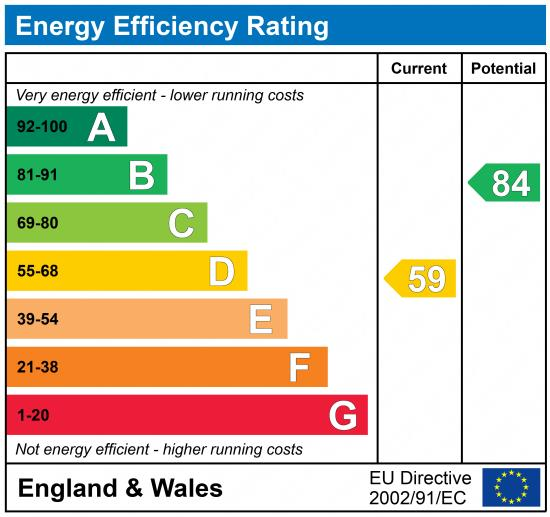 Energy Efficiency Rating
Current Potential
Very energy efficient - lower running costs
92-100 A
81-91 B
84
69-80 C
55-68 D
59
39-54 E
21-38 F
1-20 G
Not energy efficient - higher running costs
England & Wales
EU Directive
2002/91/EC